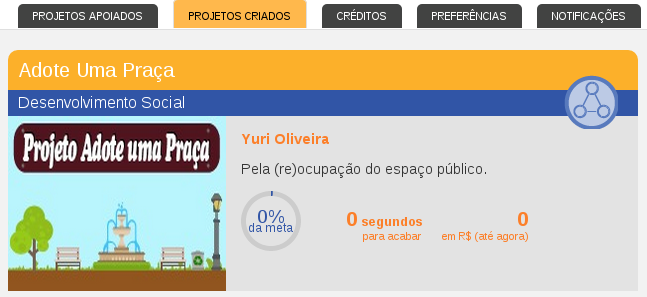 PROJETOS APOIADOS
PROJETOS CRIADOS
CRÉDITOS
PREFERÊNCIAS
NOTIFICAÇÕES
Adote Uma Praça
Desenvolvimento Social
Projeto Adote uma Praça
Yuri Oliveira
Pela (re)ocupação do espaço público.
0%
da meta
0 segundos
para acabar
0
em R$ (até agora)